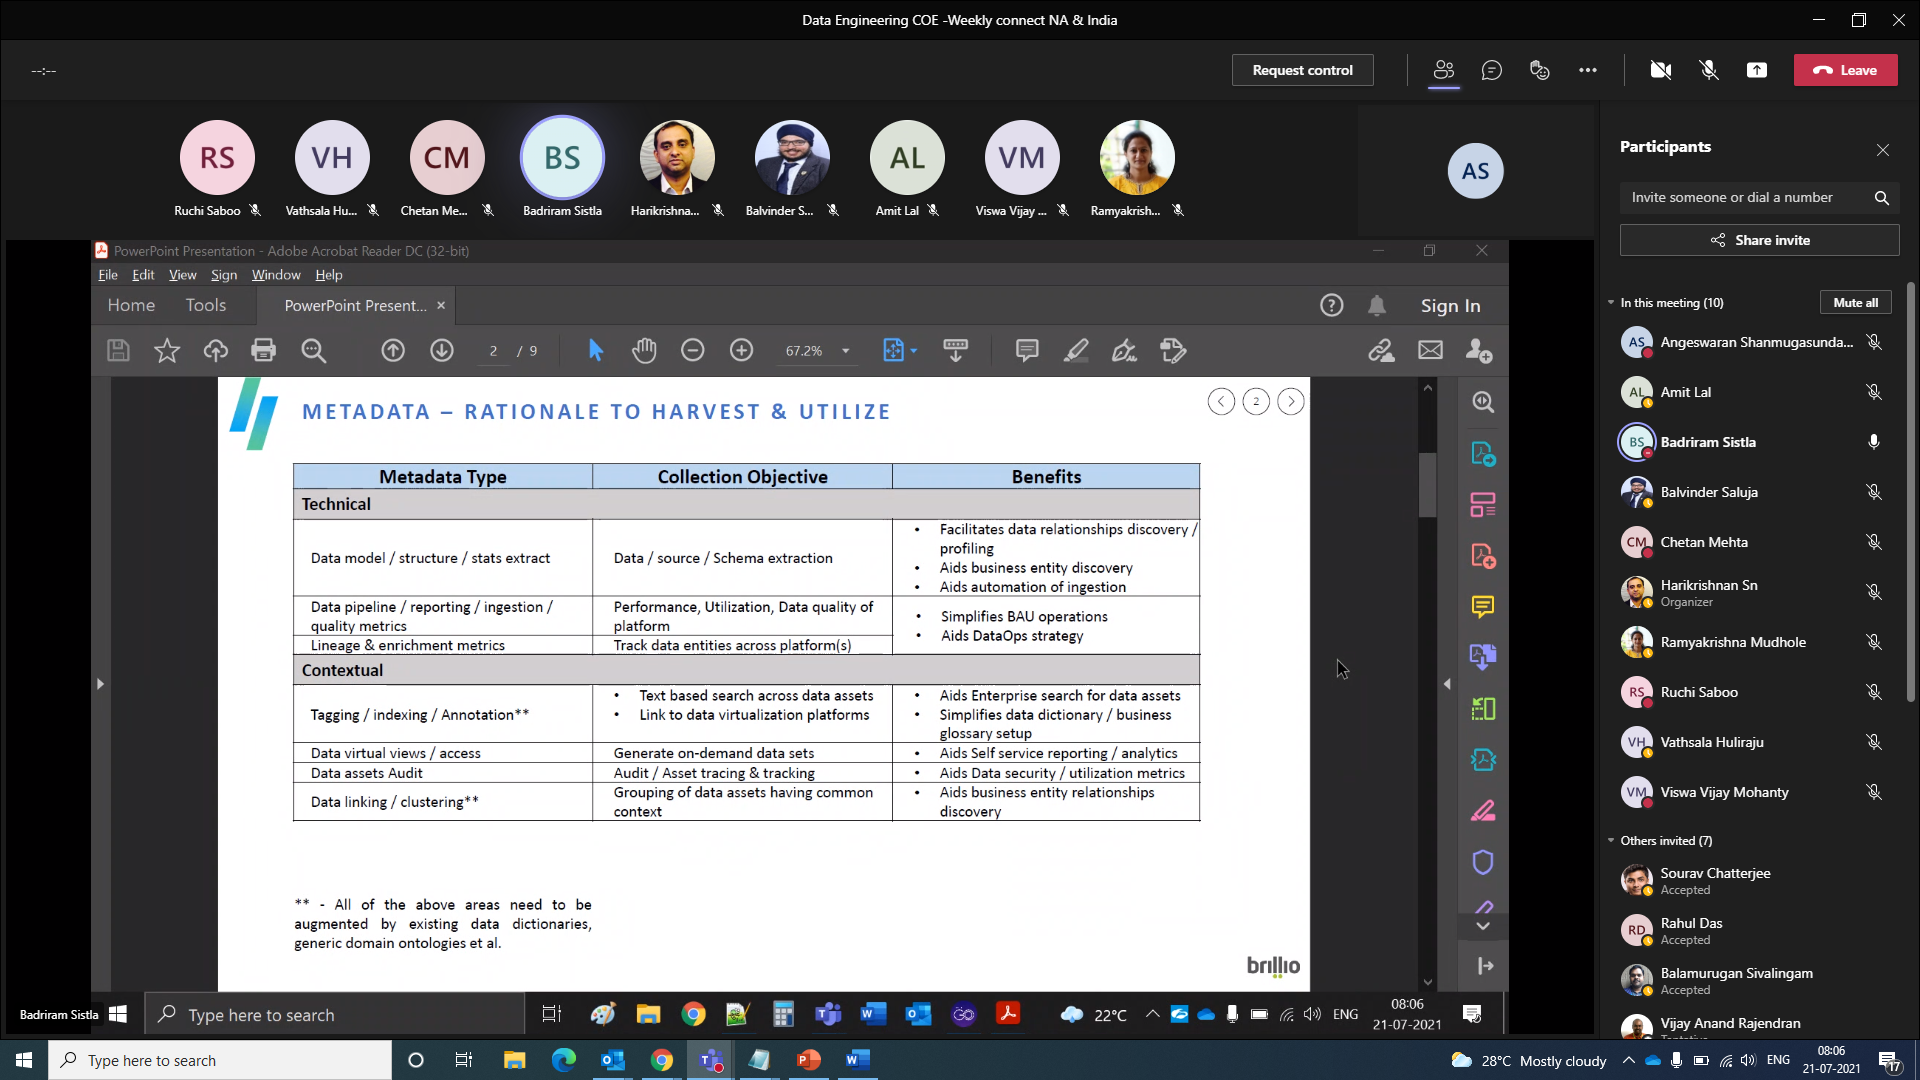 Data Engineering COE -Weekly connect NA & India
--:--
Request control
Leave
RS
VH
CM
BS
AL
VM
AS
Ruchi Saboo
Vathsala Hu...
Chetan Me...
Badriram Sistla
Harikrishna...
Balvinder S...
Amit Lal
Viswa Vijay ...
Ramyakrish...
PowerPoint Presentation - Adobe Acrobat Reader DC (32-bit)
File Edit View Sign Window Help
Home Tools PowerPoint Present... ×
Sign In
2 / 9
67.2%
METADATA – RATIONALE TO HARVEST & UTILIZE
2
Metadata Type Collection Objective Benefits
Technical
Data model / structure / stats extract
Data / source / Schema extraction
• Facilitates data relationships discovery /
profiling
• Aids business entity discovery
• Aids automation of ingestion
Data pipeline / reporting / ingestion /
quality metrics
Performance, Utilization, Data quality of
platform
• Simplifies BAU operations
• Aids DataOps strategy
Lineage & enrichment metrics
Track data entities across platform(s)
Contextual
Tagging / indexing / Annotation**
• Text based search across data assets
• Link to data virtualization platforms
• Aids Enterprise search for data assets
• Simplifies data dictionary / business
glossary setup
Data virtual views / access
Generate on-demand data sets
• Aids Self service reporting / analytics
Data assets Audit
Audit / Asset tracing & tracking
• Aids Data security / utilization metrics
Data linking / clustering**
Grouping of data assets having common
context
• Aids business entity relationships
discovery
** - All of the above areas need to be
augmented by existing data dictionaries,
generic domain ontologies et al.
brillio
Badriram Sistla
Type here to search
22°C
ENG
08:06
21-07-2021
Participants
Invite someone or dial a number
Share invite
In this meeting (10)
Mute all
AS
Angeswaran Shanmugasunda...
AL
Amit Lal
BS
Badriram Sistla
Balvinder Saluja
CM
Chetan Mehta
Harikrishnan Sn
Organizer
Ramyakrishna Mudhole
RS
Ruchi Saboo
VH
Vathsala Huliraju
VM
Viswa Vijay Mohanty
Others invited (7)
Sourav Chatterjee
Accepted
RD
Rahul Das
Accepted
Balamurugan Sivalingam
Accepted
Vijay Anand Rajendran
Tentative
Type here to search
28°C Mostly cloudy
ENG
08:06
21-07-2021
17